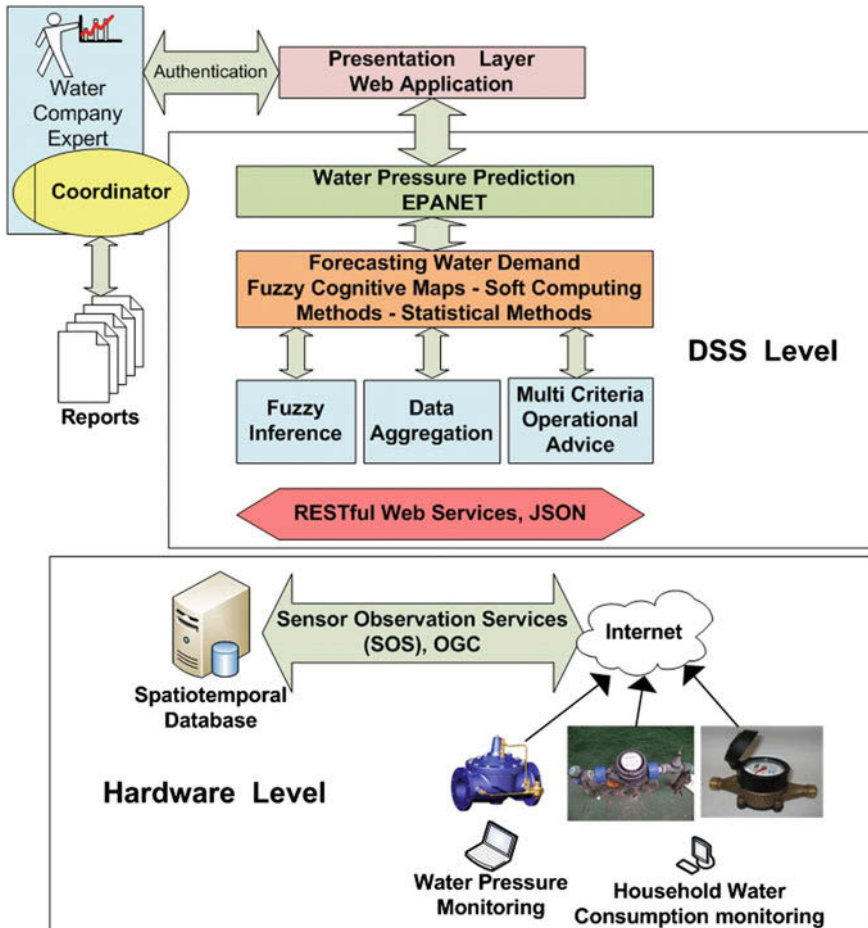 Water
Company
Expert
Authentication
Presentation Layer
Web Application
Coordinator
Reports
Water Pressure Prediction
EPANET
Forecasting Water Demand
Fuzzy Cognitive Maps - Soft Computing
Methods - Statistical Methods
DSS Level
Fuzzy
Inference
Data
Aggregation
Multi Criteria
Operational
Advice
RESTful Web Services, JSON
Sensor Observation Services
(SOS), OGC
Internet
Spatiotemporal
Database
Hardware Level
Water Pressure
Monitoring
Household Water
Consumption monitoring